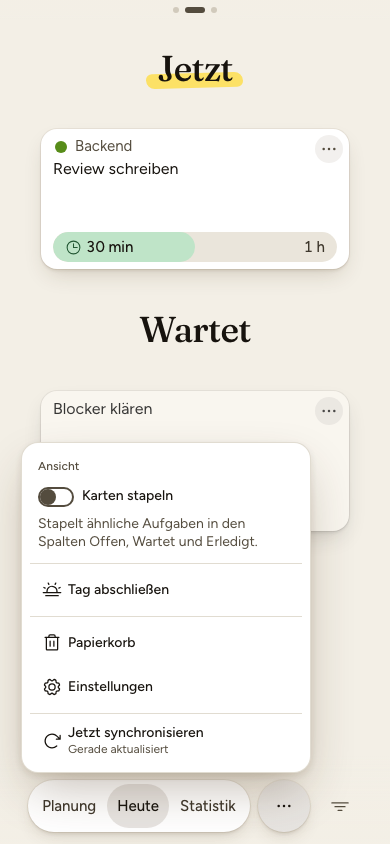 Jetzt
Backend
Review schreiben
30 min
1 h
Wartet
Blocker klären
Ansicht
Karten stapeln
Stapelt ähnliche Aufgaben in den
Spalten Offen, Wartet und Erledigt.
Tag abschließen
Papierkorb
Einstellungen
Jetzt synchronisieren
Gerade aktualisiert
Planung
Heute
Statistik